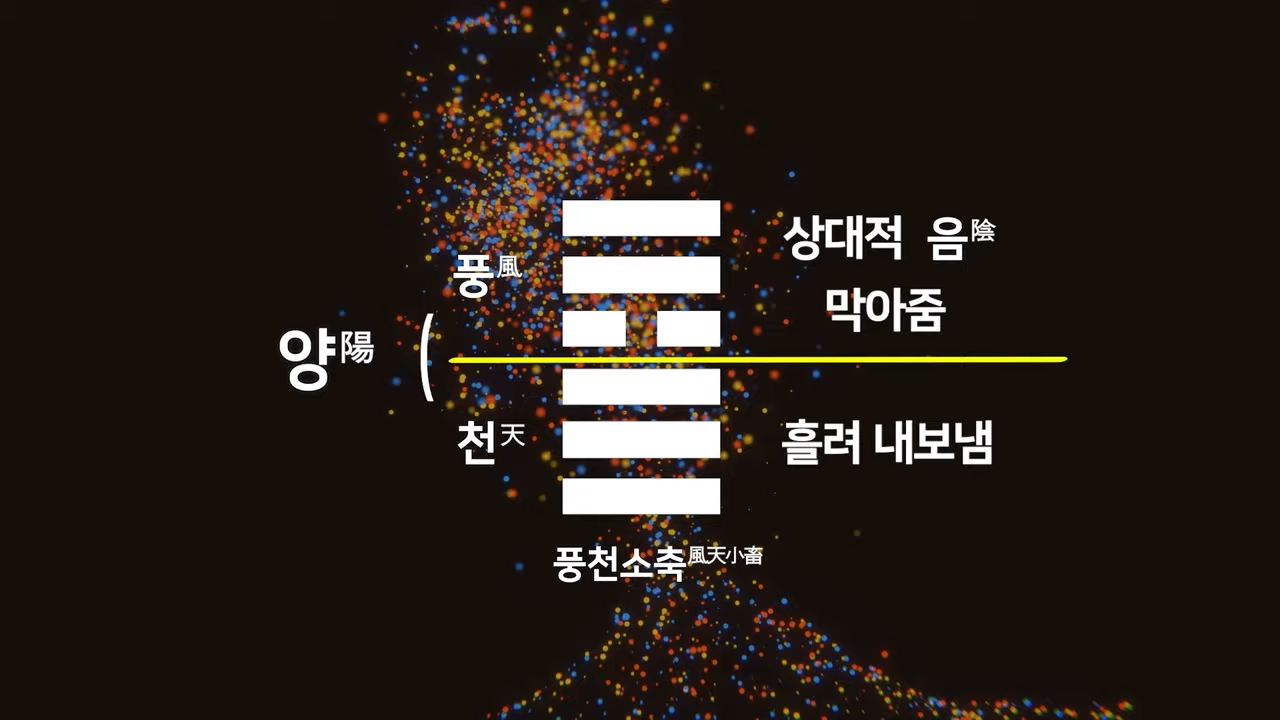 상대적 음陰
풍風
막아줌
양陽 (
천天
흘려 내보냄
풍천소축風天小畜